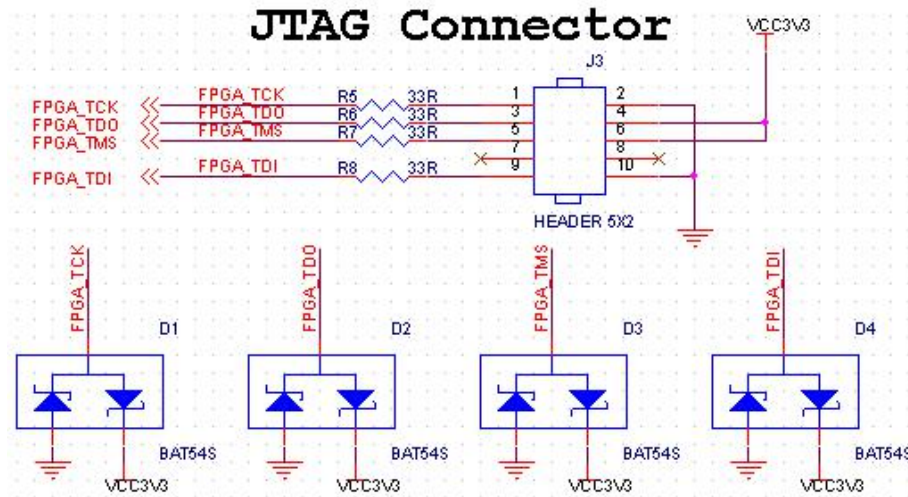 JTAG Connector
VCC3V3
J3
FPGA_TCK FPGA_TCK R5 33R 1 2
FPGA_TDO FPGA_TDO R6 33R 3 4
FPGA_TMS FPGA_TMS R7 33R 5 6
7 8
FPGA_TDI FPGA_TDI R8 33R 9 10
HEADER 5X2
FPGA_TCK
FPGA_TDO
FPGA_TMS
FPGA_TDI
D1 D2 D3 D4
BAT54S BAT54S BAT54S BAT54S
VCC3V3 VCC3V3 VCC3V3 VCC3V3